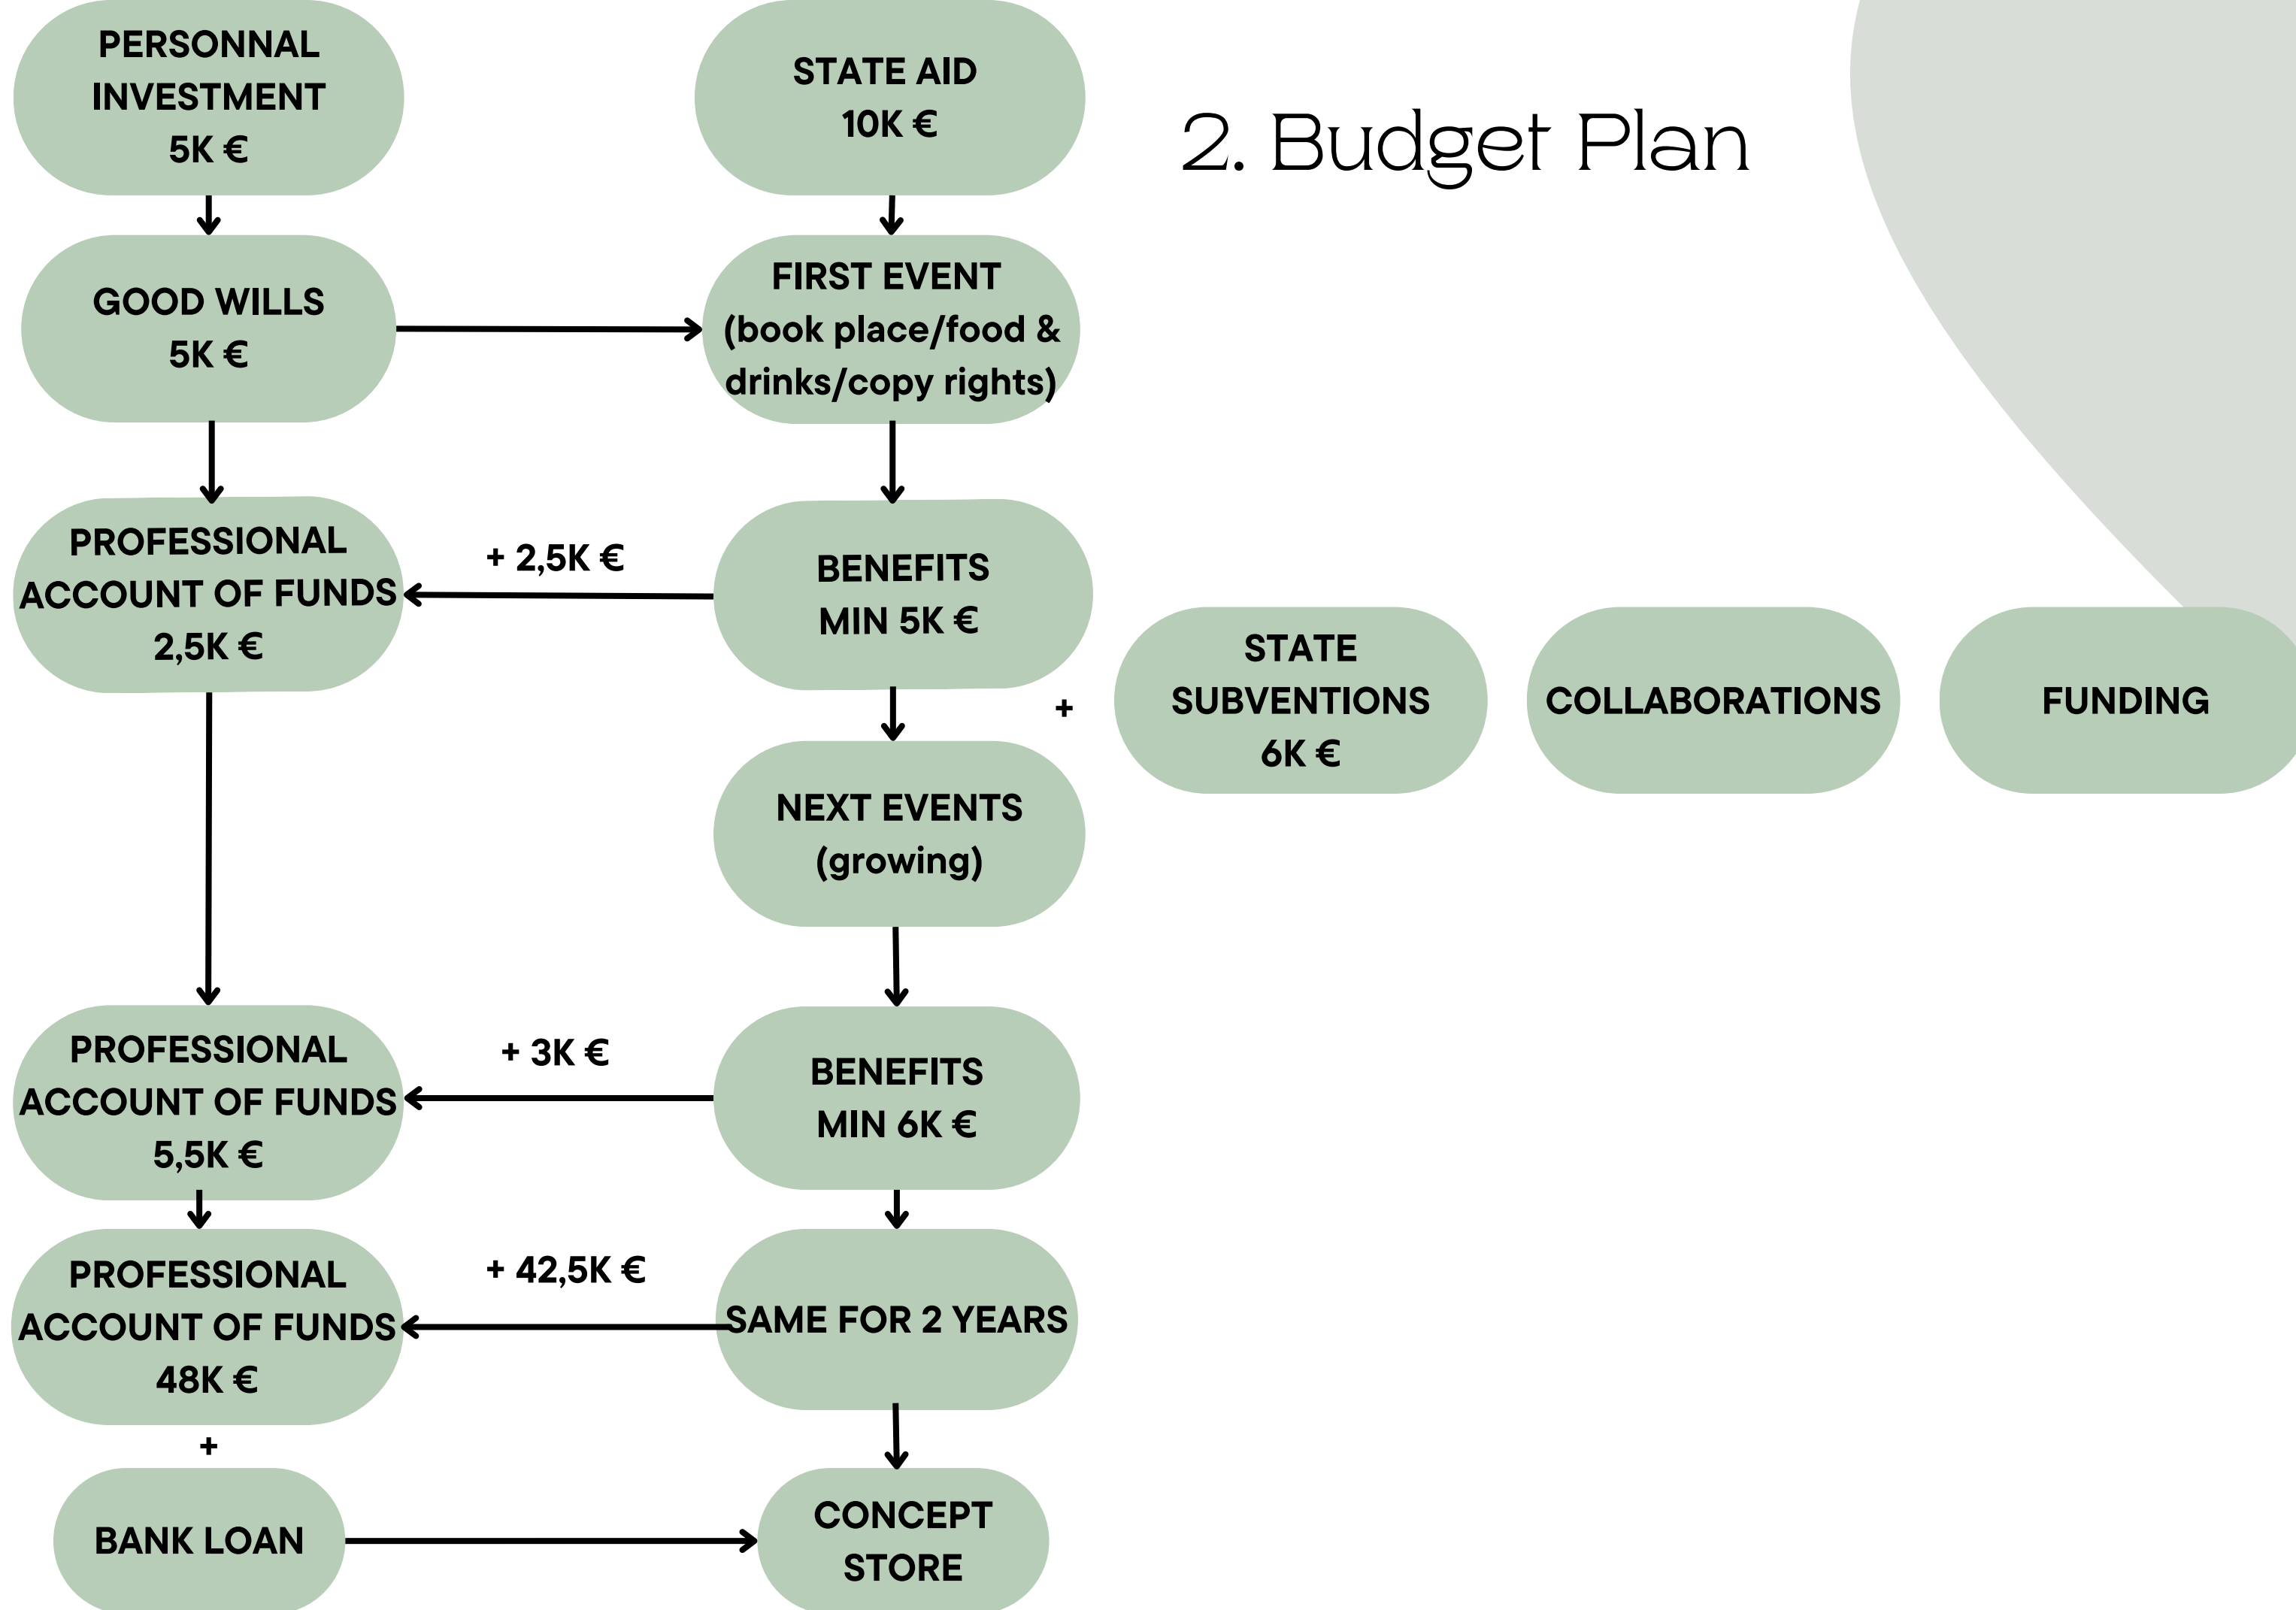 PERSONNAL
INVESTMENT
5K €
STATE AID
10K €
2. Budget Plan
GOOD WILLS
5K €
FIRST EVENT
(book place/food &
drinks/copy rights)
PROFESSIONAL
ACCOUNT OF FUNDS
2,5K €
+ 2,5K €
BENEFITS
MIN 5K €
+
STATE
SUBVENTIONS
6K €
COLLABORATIONS
FUNDING
NEXT EVENTS
(growing)
PROFESSIONAL
ACCOUNT OF FUNDS
5,5K €
+ 3K €
BENEFITS
MIN 6K €
PROFESSIONAL
ACCOUNT OF FUNDS
48K €
+ 42,5K €
SAME FOR 2 YEARS
+
BANK LOAN
CONCEPT
STORE